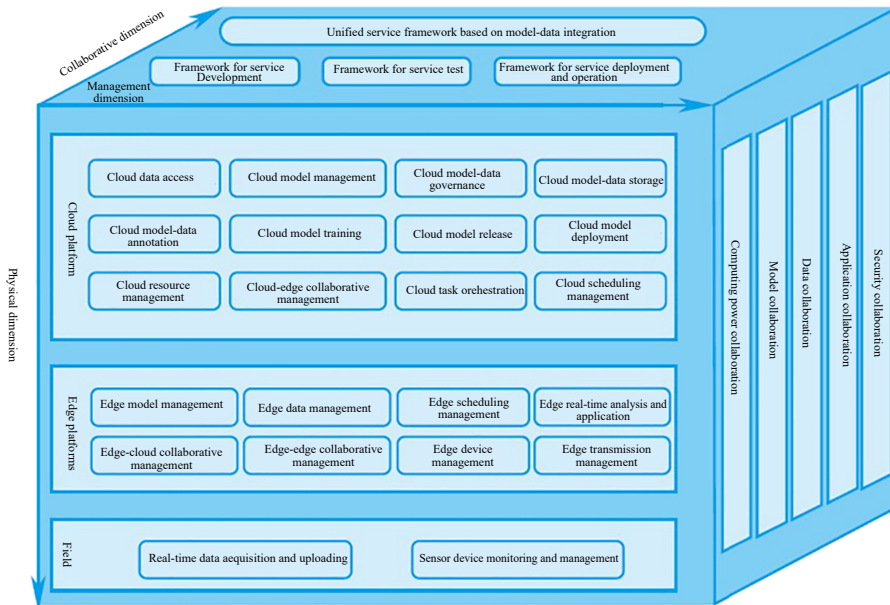 Collaborative dimension
Unified service framework based on model-data integration
Framework for service
Development
Framework for service test
Framework for service deployment
and operation
Management
dimension
Physical dimension
Cloud platform
Cloud data access
Cloud model management
Cloud model-data
governance
Cloud model-data storage
Cloud model-data
annotation
Cloud model training
Cloud model release
Cloud model
deployment
Cloud resource
management
Cloud-edge collaborative
management
Cloud task orehestration
Cloud scheduling
management
Edge platforms
Edge model management
Edge data management
Edge scheduling
management
Edge real-time analysis and
application
Edge-cloud collaborative
management
Edge-edge collaborative
management
Edge device
management
Edge transmission
management
Field
Real-time data aequisition and uploading
Sensor device monitoring and management
Computing power collaboration
Model collaboration
Data collaboration
Application collaboration
Security collaboration